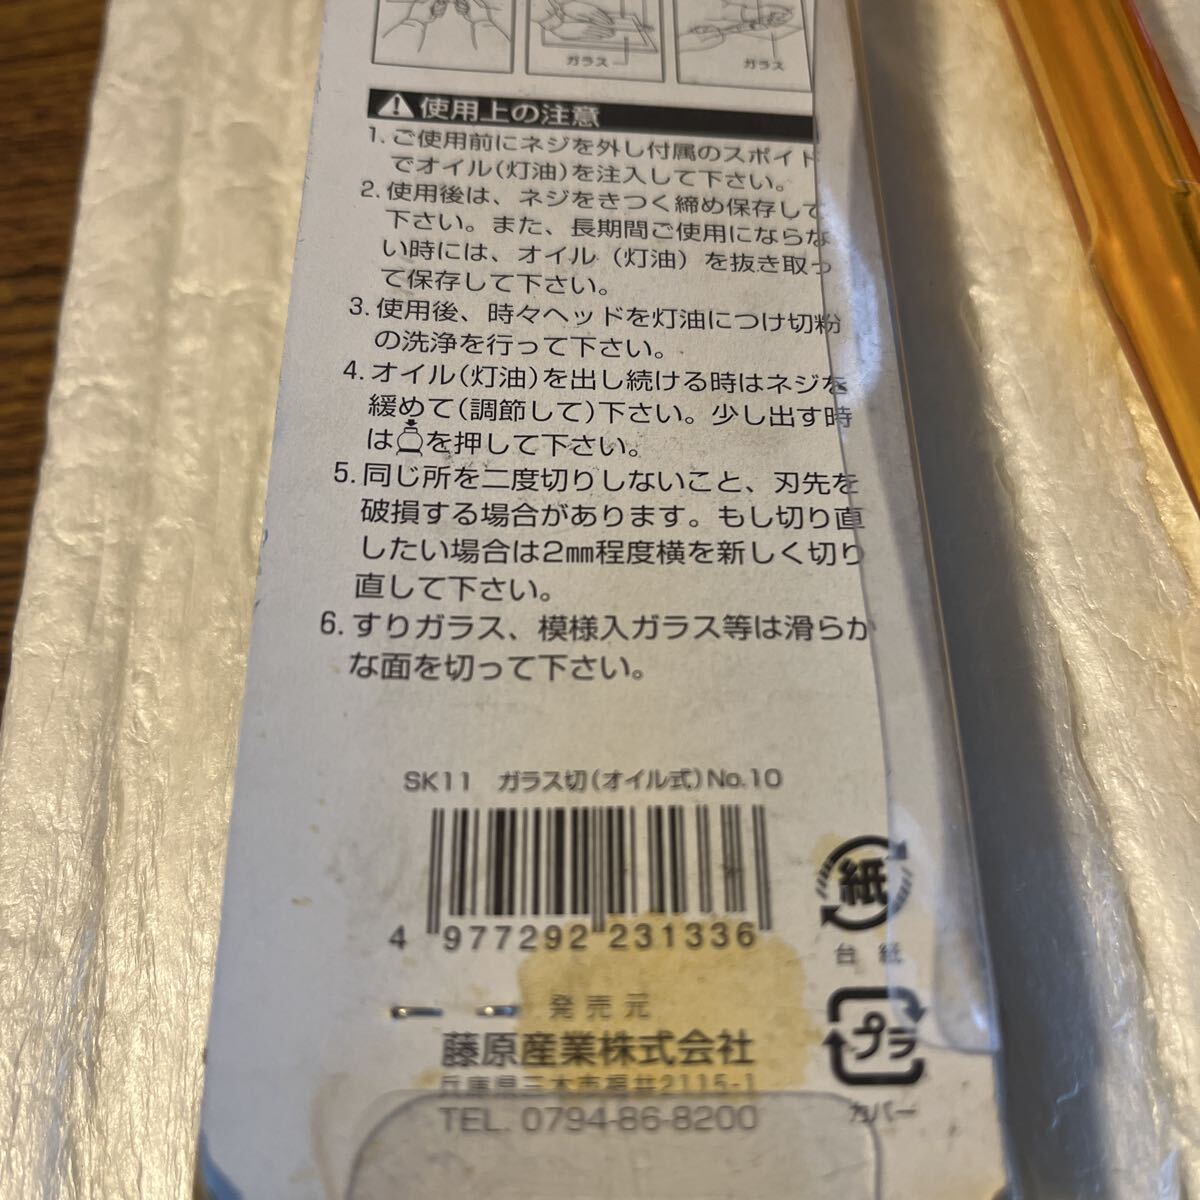 ガラス
ガラス
使用上の注意
1. ご使用前にネジを外し付属のスポイト
でオイル(灯油)を注入して下さい。
2. 使用後は、ネジをきつく締め保存して
下さい。また、長期間ご使用にならな
い時には、オイル(灯油)を抜き取っ
て保存して下さい。
3. 使用後、時々ヘッドを灯油につけ切粉
の洗浄を行って下さい。
4. オイル(灯油)を出し続ける時はネジを
緩めて(調節して)下さい。少し出す時
は を押して下さい。
5. 同じ所を二度切りしないこと、刃先を
破損する場合があります。もし切り直
したい場合は2mm程度横を新しく切り
直して下さい。
6. すりガラス、模様入ガラス等は滑らか
な面を切って下さい。
SK11 ガラス切(オイル式)No.10
4 977292 231336
紙
台紙
プラ
カバー
発売元
藤原産業株式会社
兵庫県三木市福井2115-1
TEL. 0794-86-8200